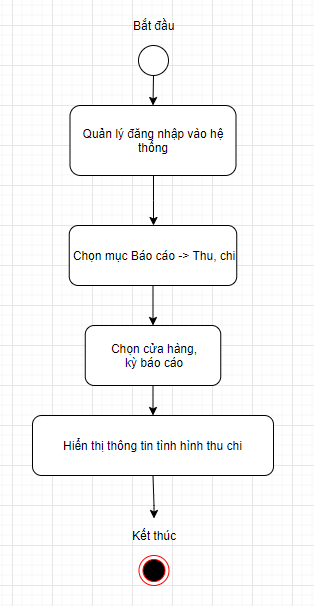 Bắt đầu
Quản lý đăng nhập vào hệ
thống
Chọn mục Báo cáo -> Thu, chi
Chọn cửa hàng,
kỳ báo cáo
Hiển thị thông tin tình hình thu chi
Kết thúc